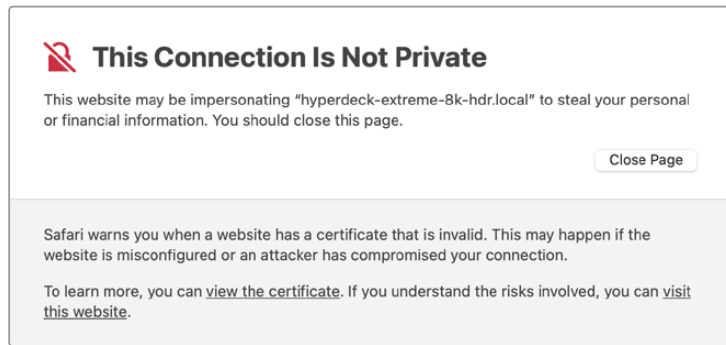 This Connection Is Not Private
This website may be impersonating “hyperdeck-extreme-8k-hdr.local” to steal your personal
or financial information. You should close this page.
Close Page
Safari warns you when a website has a certificate that is invalid. This may happen if the
website is misconfigured or an attacker has compromised your connection.
To learn more, you can view the certificate. If you understand the risks involved, you can visit
this website.